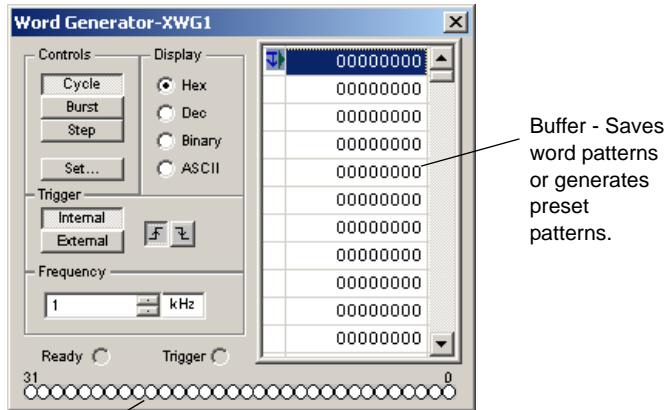 Word Generator-XWG1
Controls
Cycle
Burst
Step
Set...
Display
Hex
Dec
Binary
ASCII
Trigger
Internal
External
Frequency
1 kHz
Ready
Trigger
31
0
00000000
00000000
00000000
00000000
00000000
00000000
00000000
00000000
00000000
00000000
00000000
Buffer - Saves
word patterns
or generates
preset
patterns.